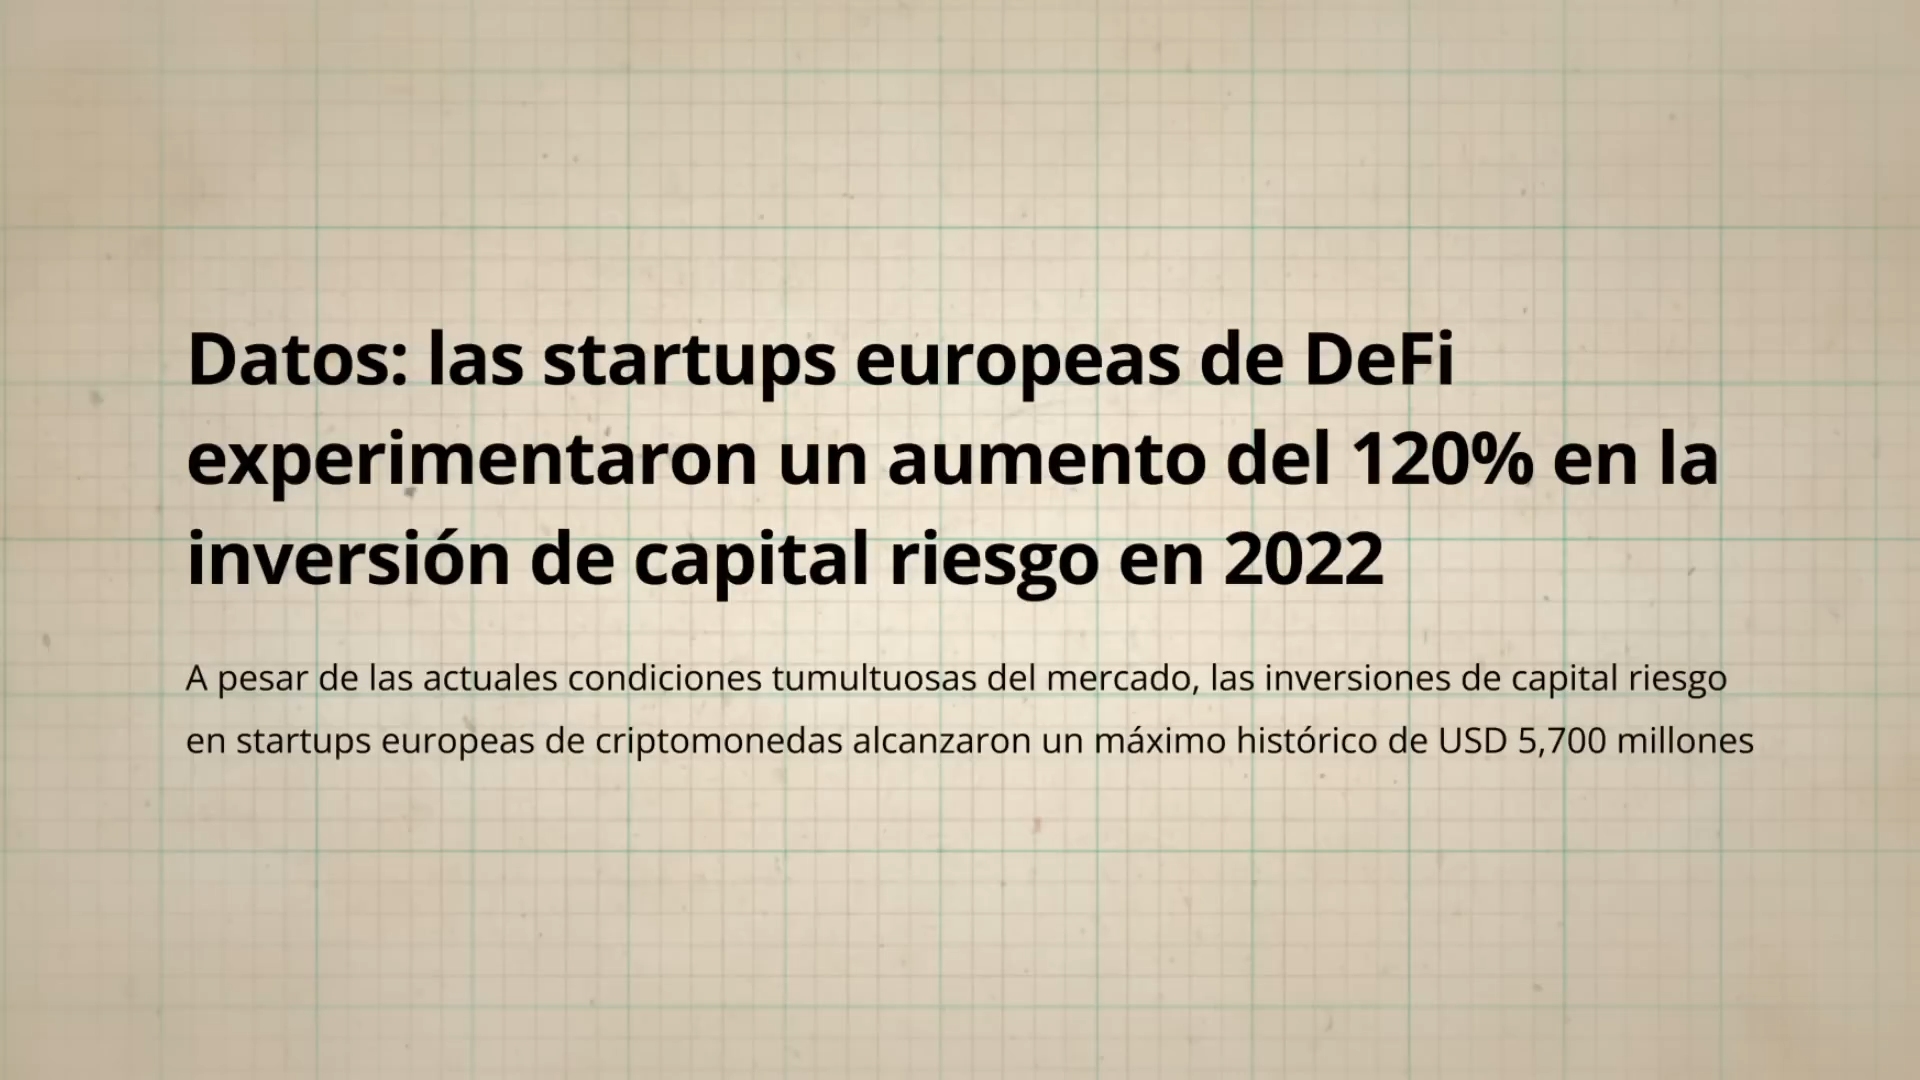 Datos: las startups europeas de DeFi
experimentaron un aumento del 120% en la
inversión de capital riesgo en 2022
A pesar de las actuales condiciones tumultuosas del mercado, las inversiones de capital riesgo
en startups europeas de criptomonedas alcanzaron un máximo histórico de USD 5,700 millones